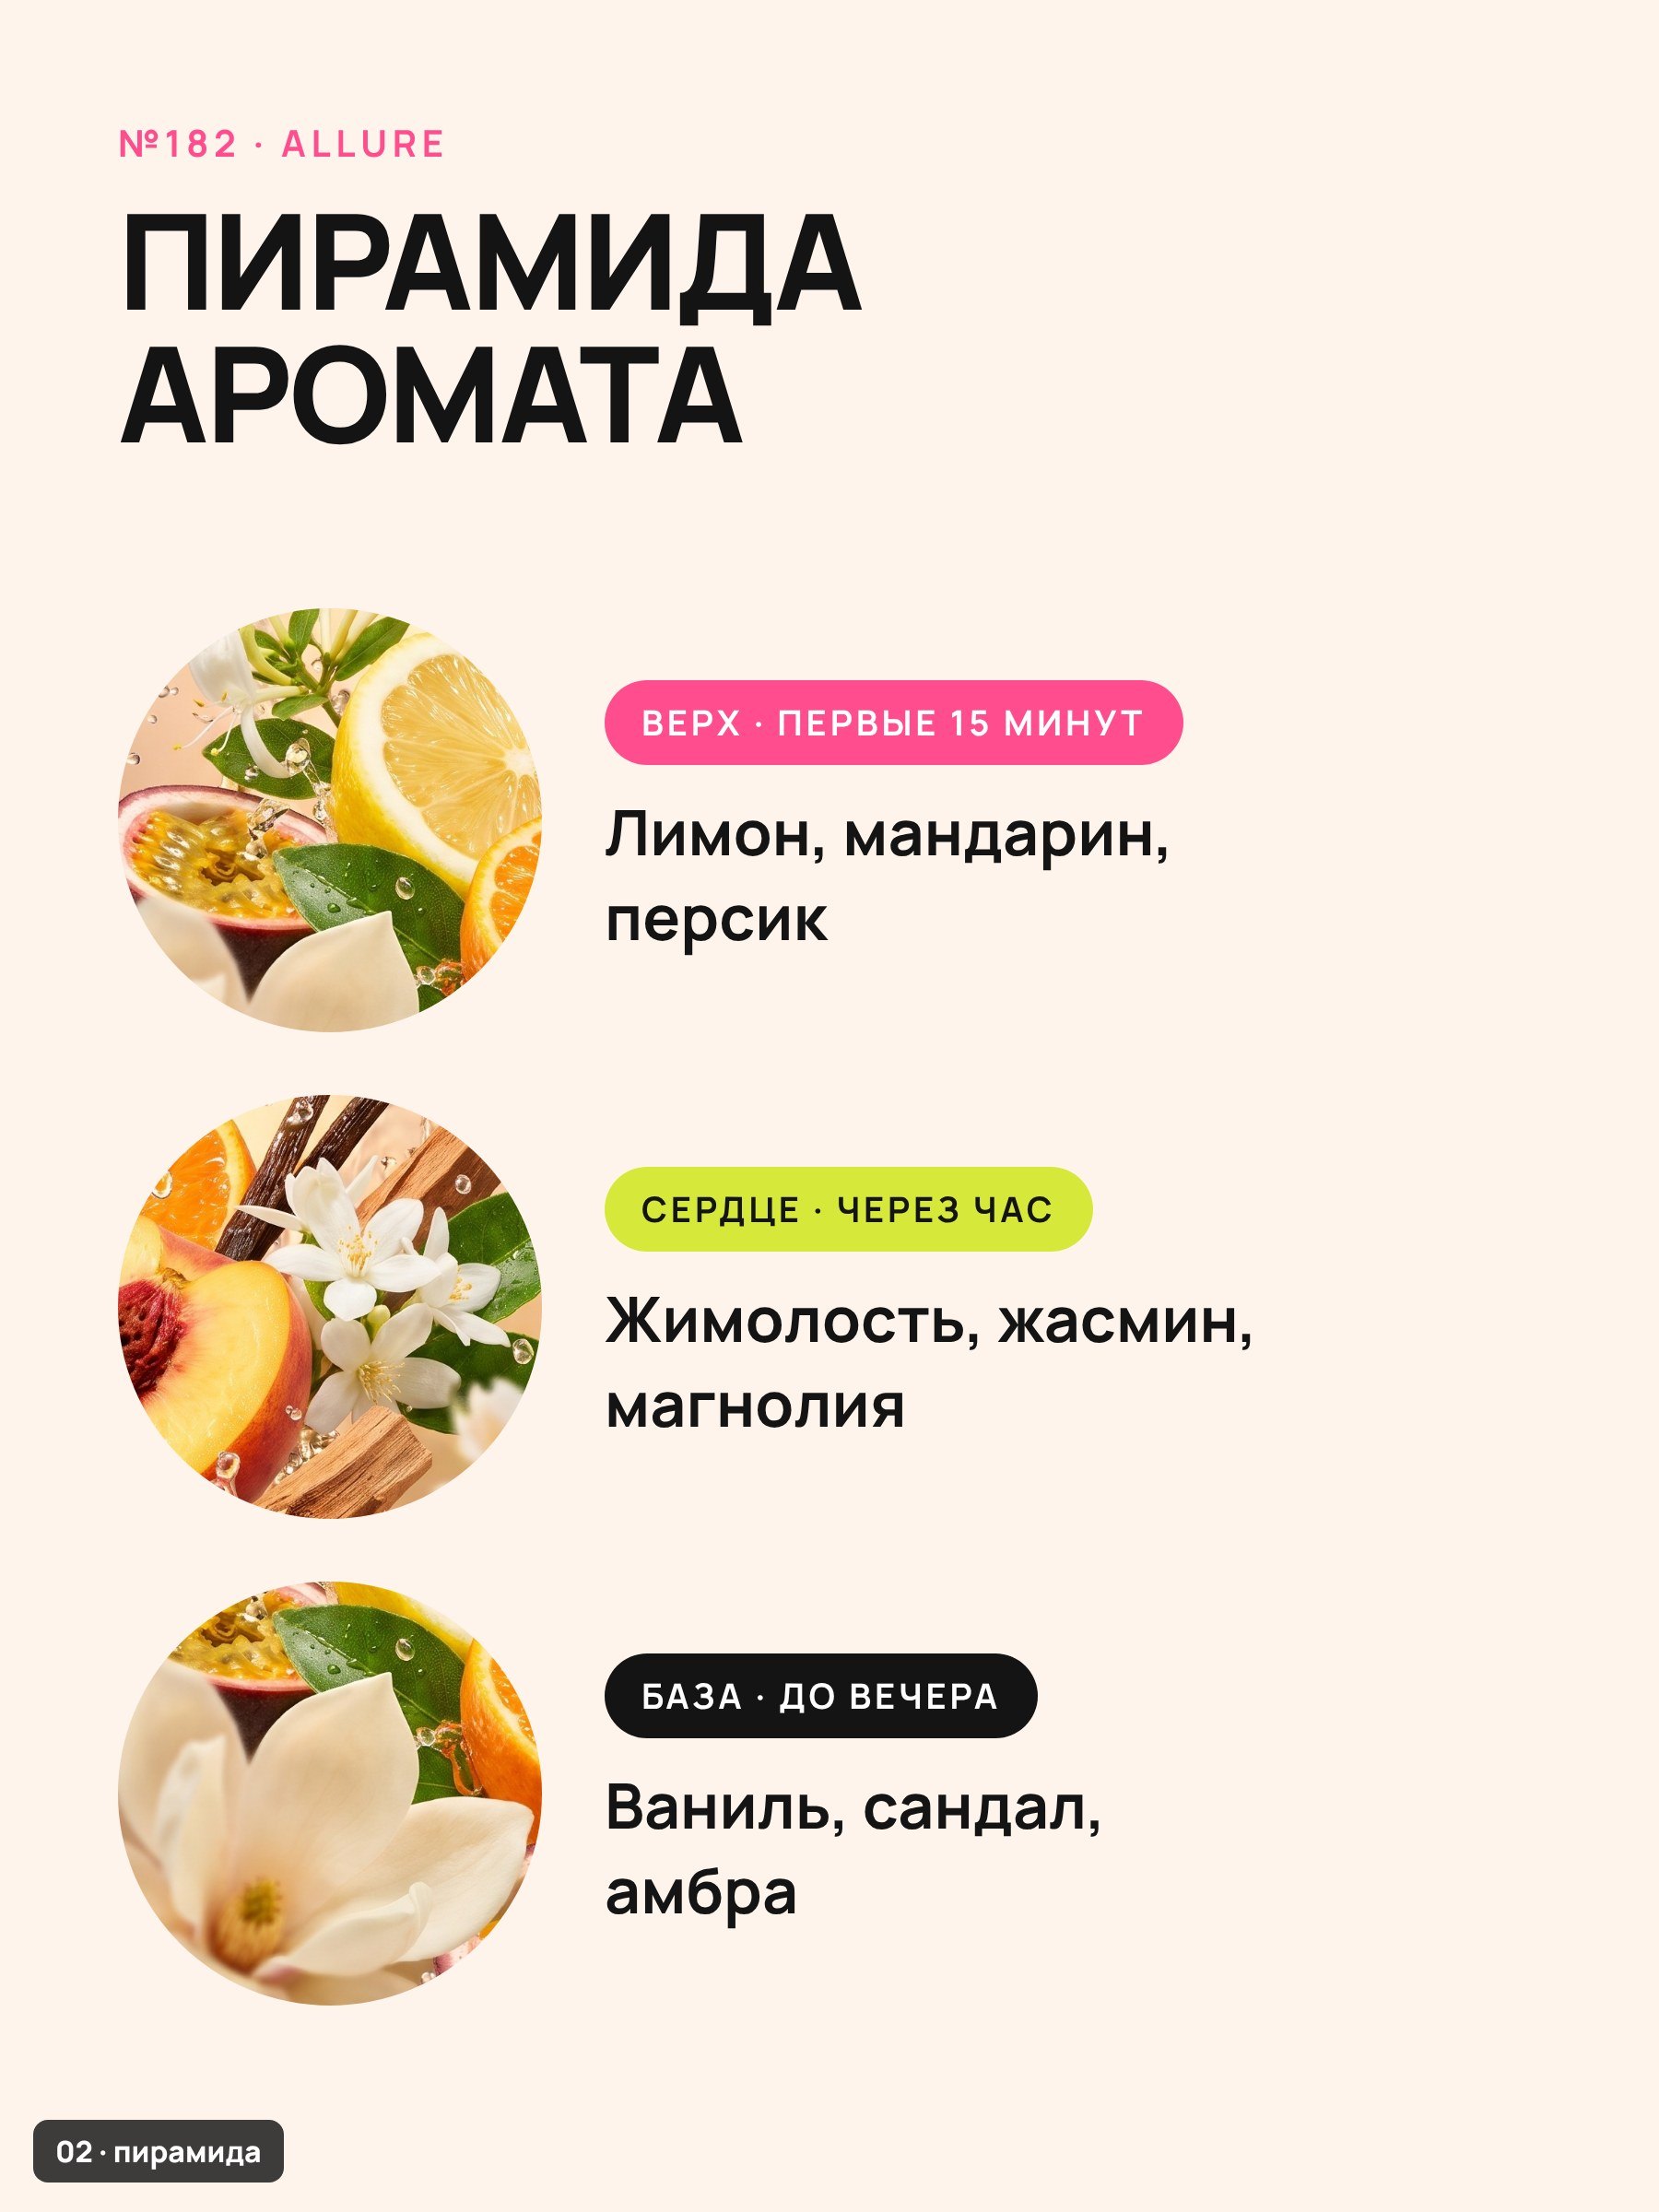 №182 · ALLURE
ПИРАМИДА
АРОМАТА
ВЕРХ · ПЕРВЫЕ 15 МИНУТ
Лимон, мандарин,
персик
СЕРДЦЕ · ЧЕРЕЗ ЧАС
Жимолость, жасмин,
магнолия
БАЗА · ДО ВЕЧЕРА
Ваниль, сандал,
амбра
02 · пирамида